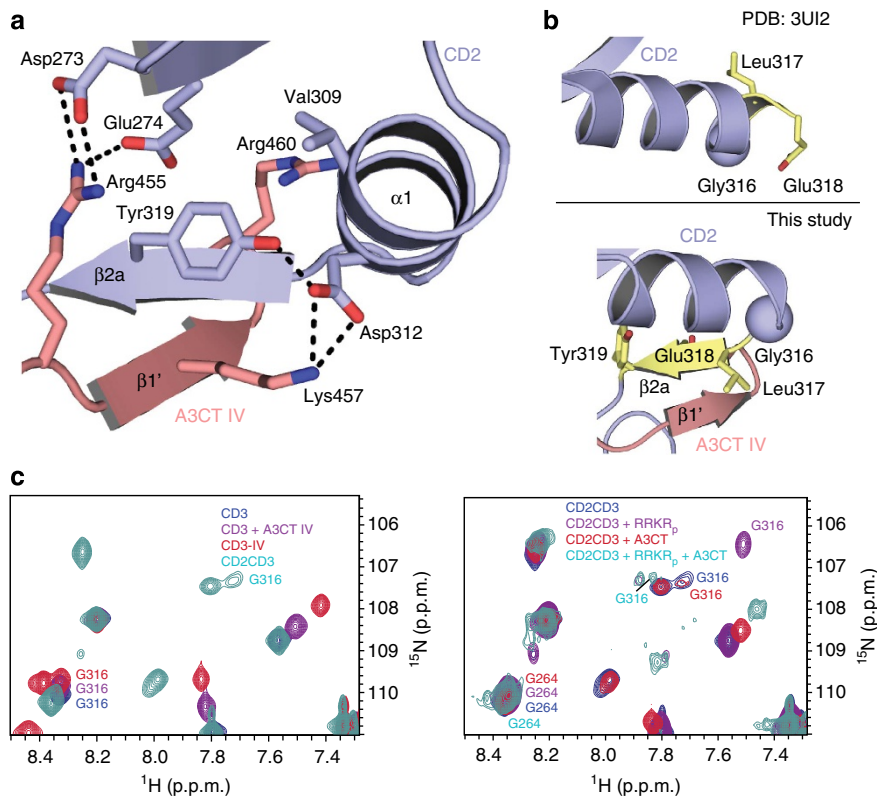 a
Asp273
Glu274
Arg455
Val309
Arg460
CD2
α1
Tyr319
β2a
Asp312
β1’
Lys457
A3CT IV
b
PDB: 3UI2
CD2
Leu317
Gly316
Glu318
This study
CD2
Tyr319
Glu318
Gly316
β2a
Leu317
β1’
A3CT IV
c
CD3
CD3 + A3CT IV
CD3-IV
CD2CD3
G316
G316
G316
G316
106
107
108
109
110
15N (p.p.m.)
8.4 8.2 8.0 7.8 7.6 7.4
1H (p.p.m.)
CD2CD3
CD2CD3 + RRKRp
CD2CD3 + A3CT
CD2CD3 + RRKRp + A3CT
G316
G316
G316
G316
G264
G264
G264
G264
106
107
108
109
110
15N (p.p.m.)
8.4 8.2 8.0 7.8 7.6 7.4
1H (p.p.m.)